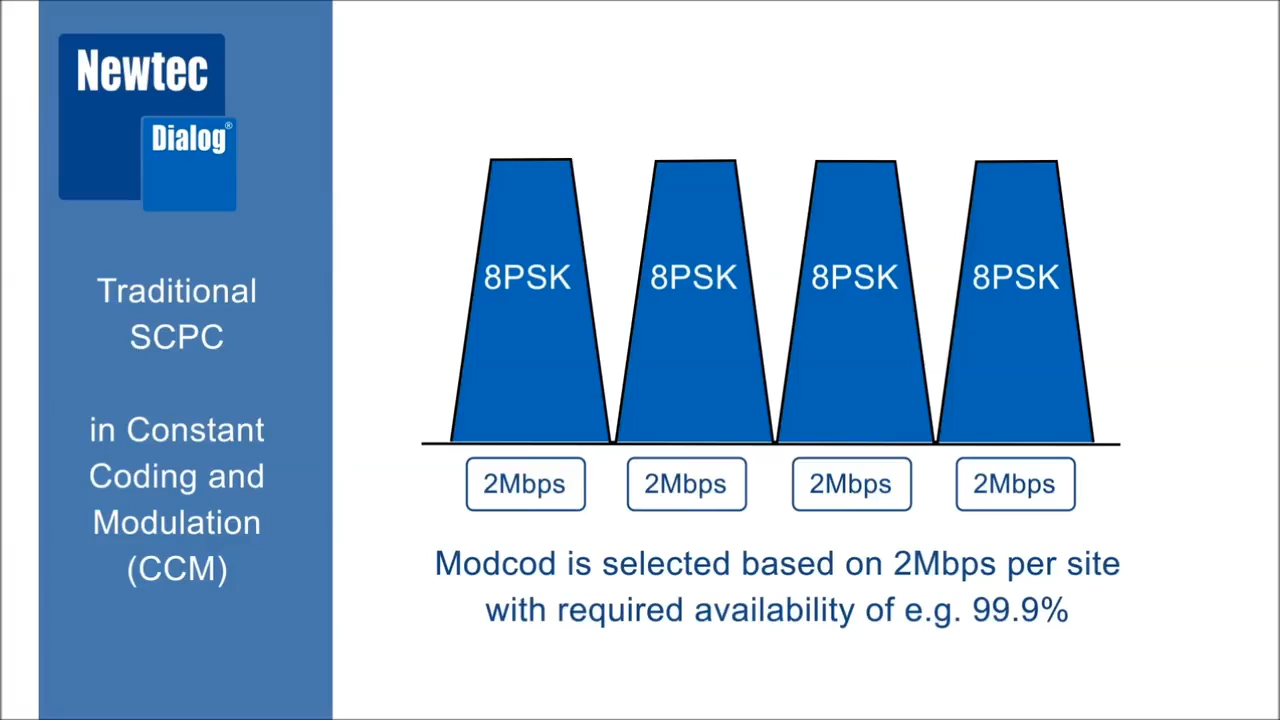 Newtec
Dialog®
Traditional
SCPC
in Constant
Coding and
Modulation
(CCM)
8PSK 8PSK 8PSK 8PSK
2Mbps 2Mbps 2Mbps 2Mbps
Modcod is selected based on 2Mbps per site
with required availability of e.g. 99.9%